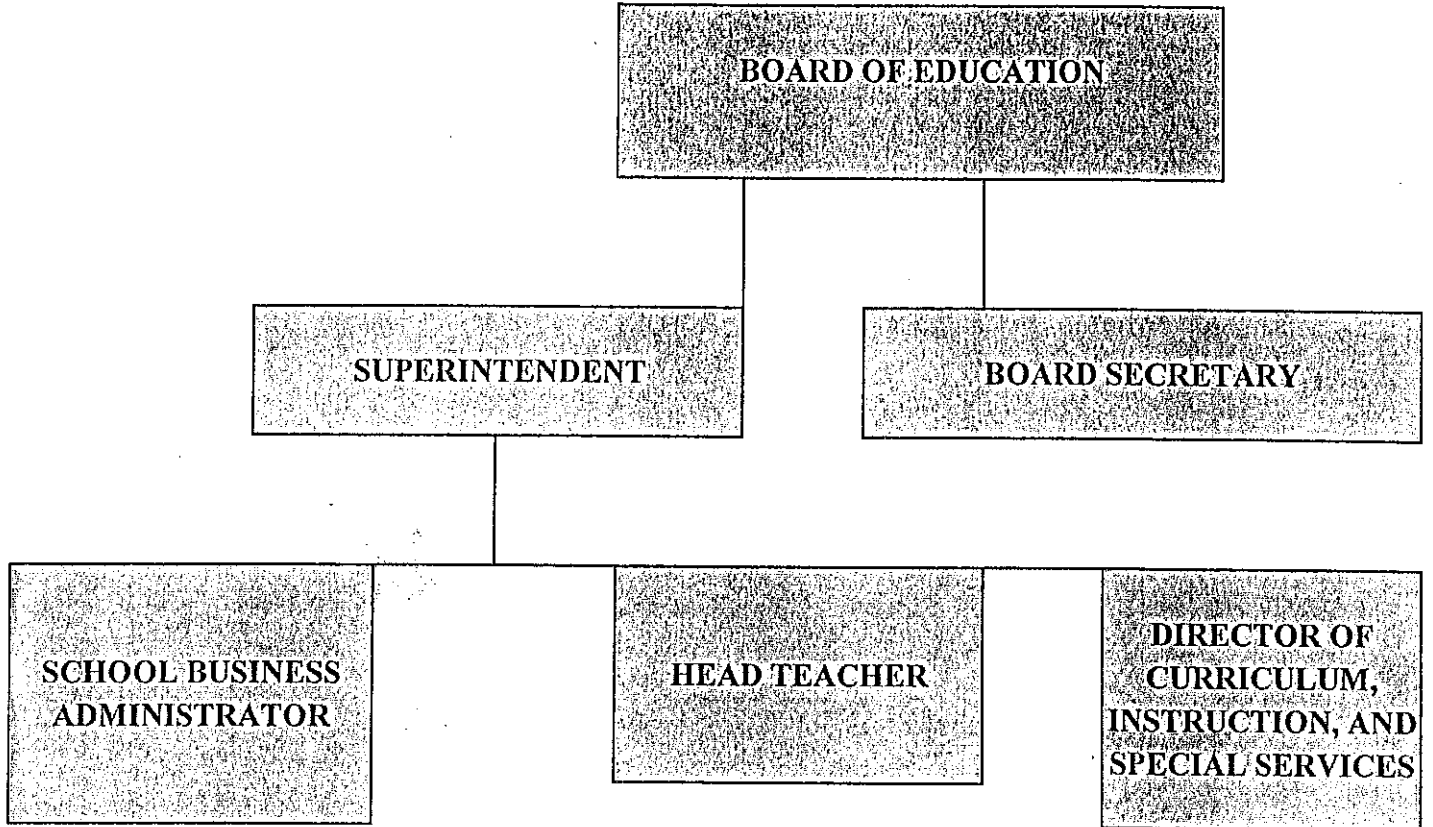 BOARD OF EDUCATION
SUPERINTENDENT
BOARD SECRETARY
SCHOOL BUSINESS
ADMINISTRATOR
HEAD TEACHER
DIRECTOR OF
CURRICULUM,
INSTRUCTION, AND
SPECIAL SERVICES